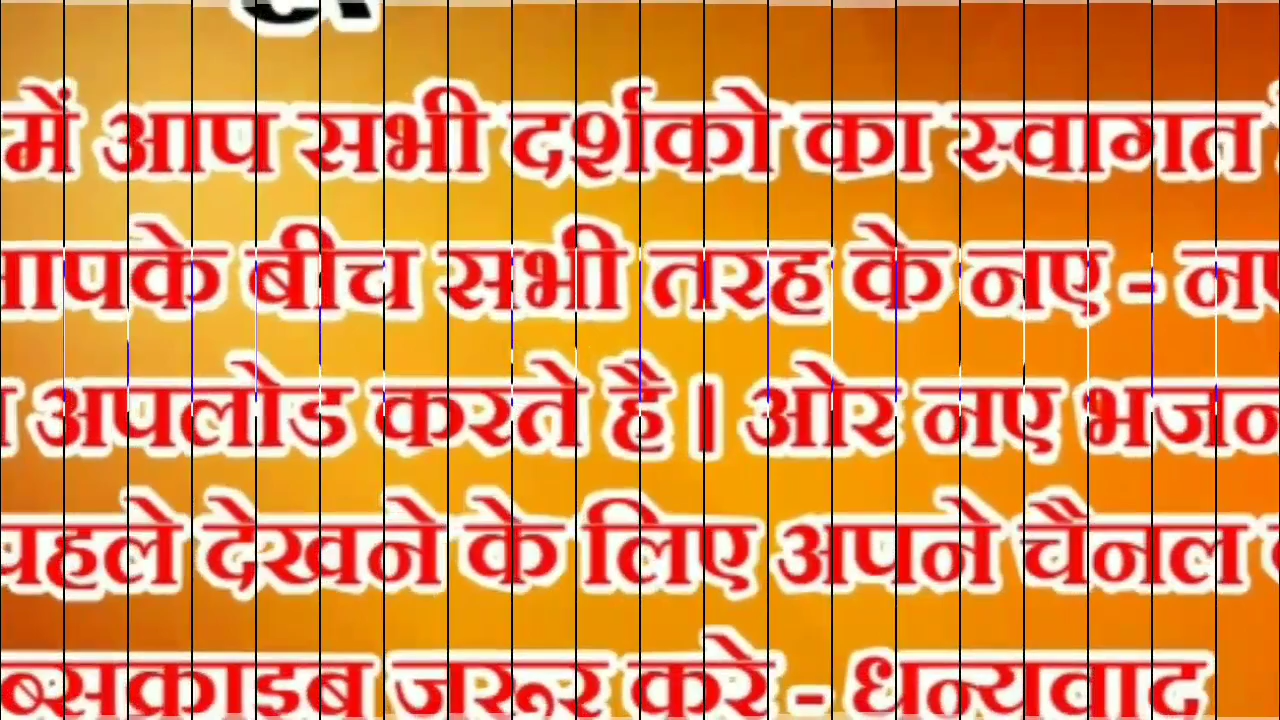 में आप सभी दर्शको का स्वागत
आपके बीच सभी तरह के नए - नए
अपलोड करते है | ओर नए भजन
पहले देखने के लिए अपने चैनल
ब्सक्राइब जरूर करे - धन्यवाद